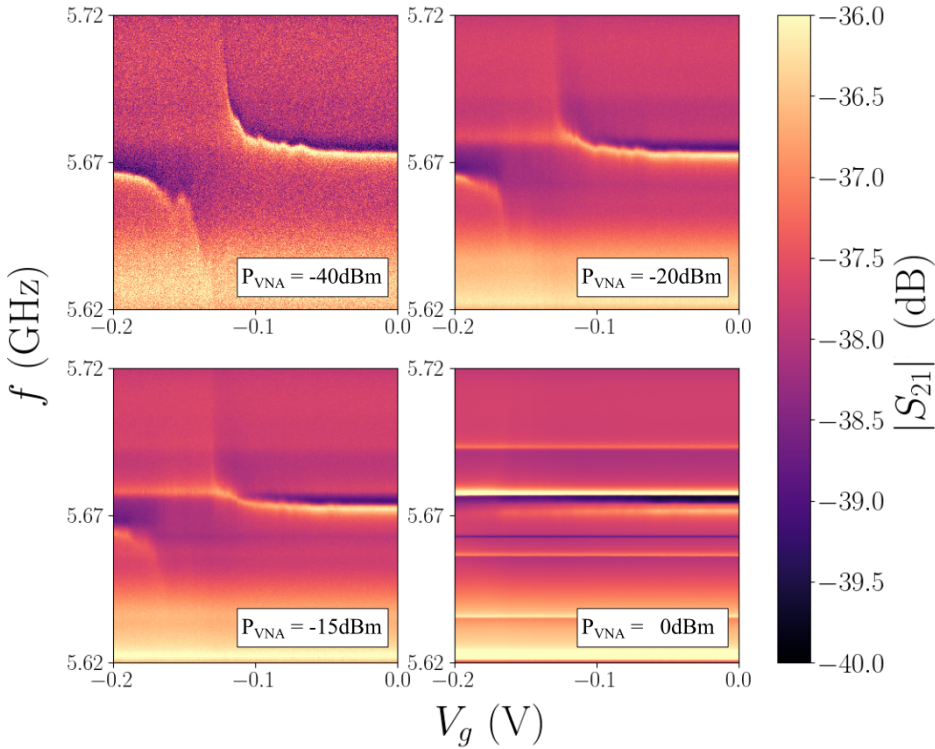 5.72
5.67
5.62
−0.2 −0.1 0.0
P_VNA = -40dBm
5.72
5.67
5.62
−0.2 −0.1 0.0
P_VNA = -20dBm
5.72
5.67
5.62
−0.2 −0.1 0.0
P_VNA = -15dBm
5.72
5.67
5.62
−0.2 −0.1 0.0
P_VNA = 0dBm
f (GHz)
V_g (V)
−36.0
−36.5
−37.0
−37.5
−38.0
−38.5
−39.0
−39.5
−40.0
|S_21| (dB)